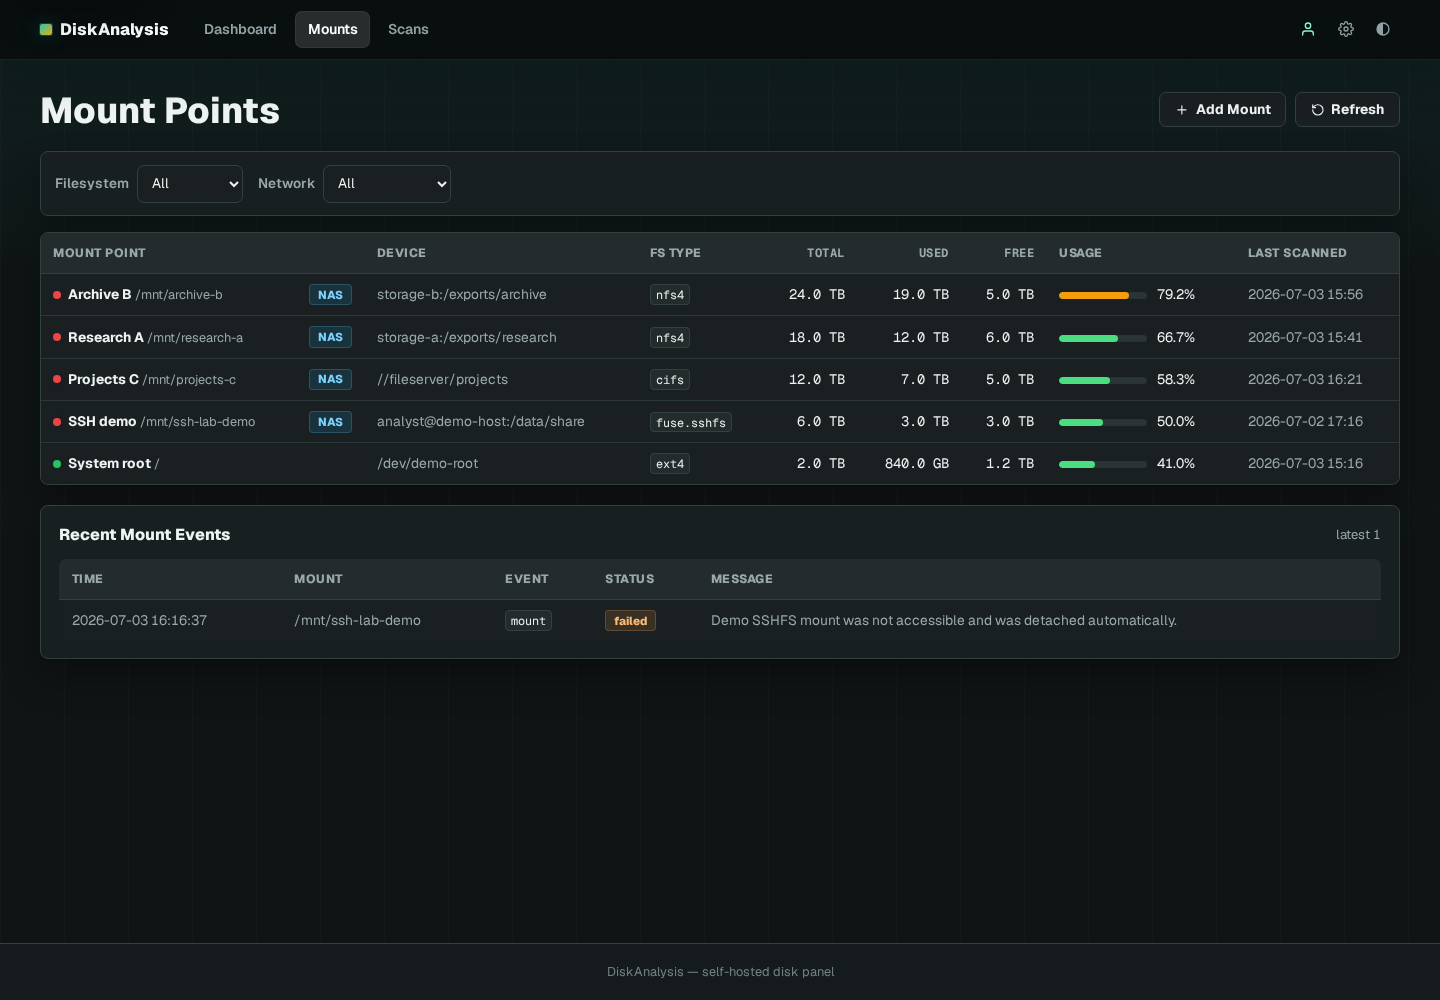 DiskAnalysis Dashboard Mounts Scans
Mount Points
Add Mount Refresh
Filesystem All Network All
MOUNT POINT DEVICE FS TYPE TOTAL USED FREE USAGE LAST SCANNED
Archive B /mnt/archive-b NAS storage-b:/exports/archive nfs4 24.0 TB 19.0 TB 5.0 TB 79.2% 2026-07-03 15:56
Research A /mnt/research-a NAS storage-a:/exports/research nfs4 18.0 TB 12.0 TB 6.0 TB 66.7% 2026-07-03 15:41
Projects C /mnt/projects-c NAS //fileserver/projects cifs 12.0 TB 7.0 TB 5.0 TB 58.3% 2026-07-03 16:21
SSH demo /mnt/ssh-lab-demo NAS analyst@demo-host:/data/share fuse.sshfs 6.0 TB 3.0 TB 3.0 TB 50.0% 2026-07-02 17:16
System root / /dev/demo-root ext4 2.0 TB 840.0 GB 1.2 TB 41.0% 2026-07-03 15:16
Recent Mount Events latest 1
TIME MOUNT EVENT STATUS MESSAGE
2026-07-03 16:16:37 /mnt/ssh-lab-demo mount failed Demo SSHFS mount was not accessible and was detached automatically.
DiskAnalysis — self-hosted disk panel